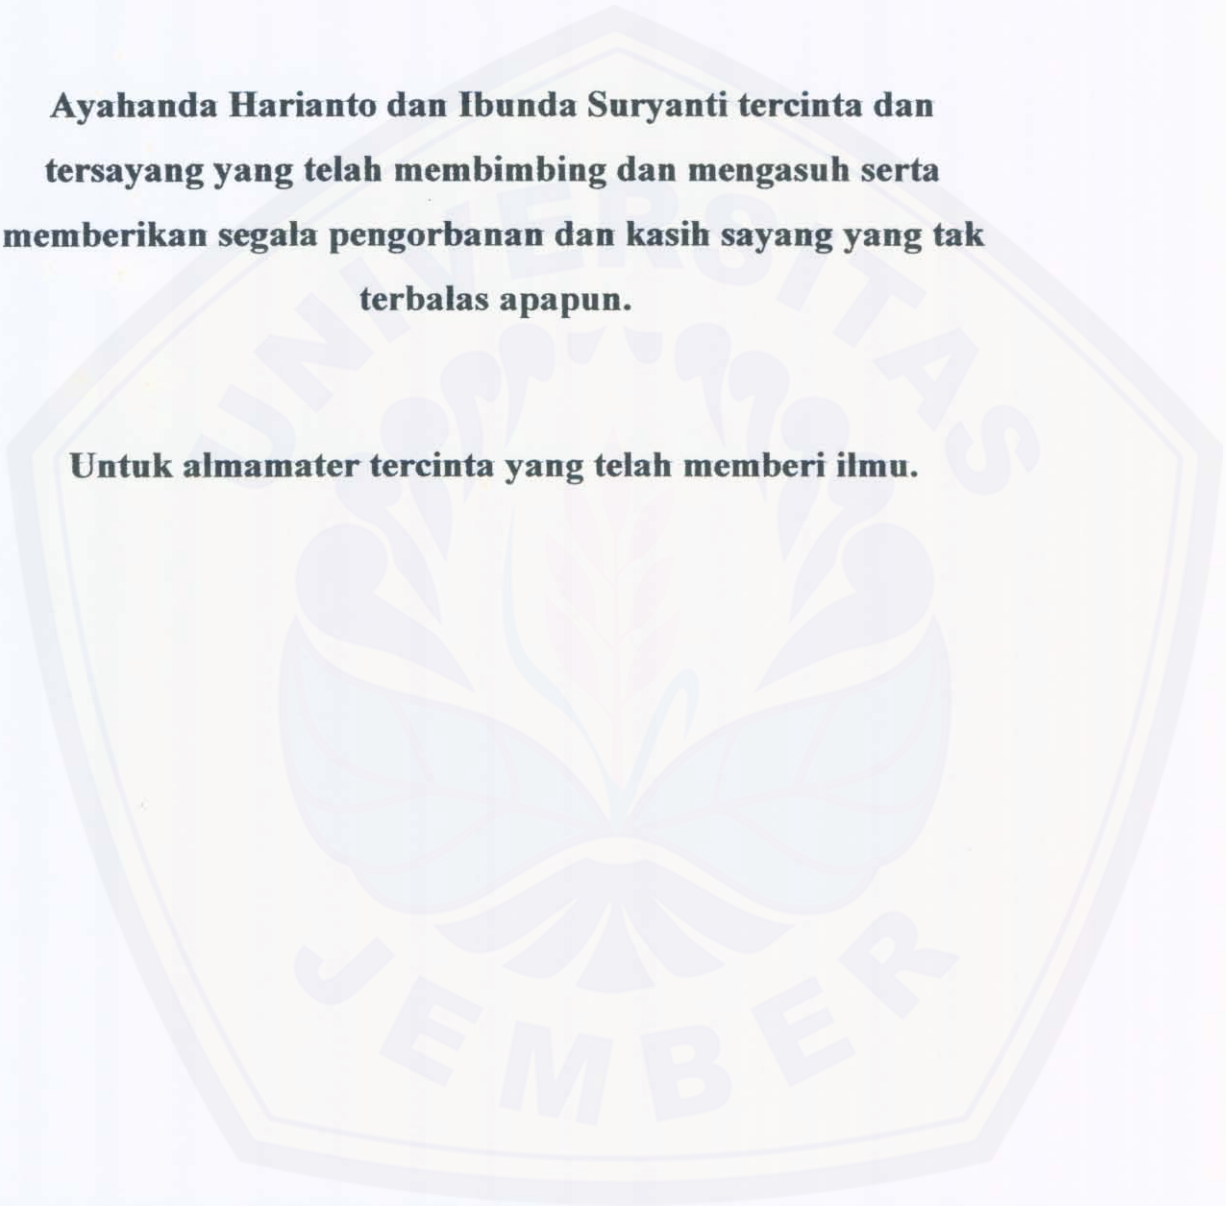 Ayahanda Harianto dan Ibunda Suryanti tercinta dan
tersayang yang telah membimbing dan mengasuh serta
memberikan segala pengorbanan dan kasih sayang yang tak
terbalas apapun.
Untuk almamater tercinta yang telah memberi ilmu.
UNIVERSITAS
JEMBER